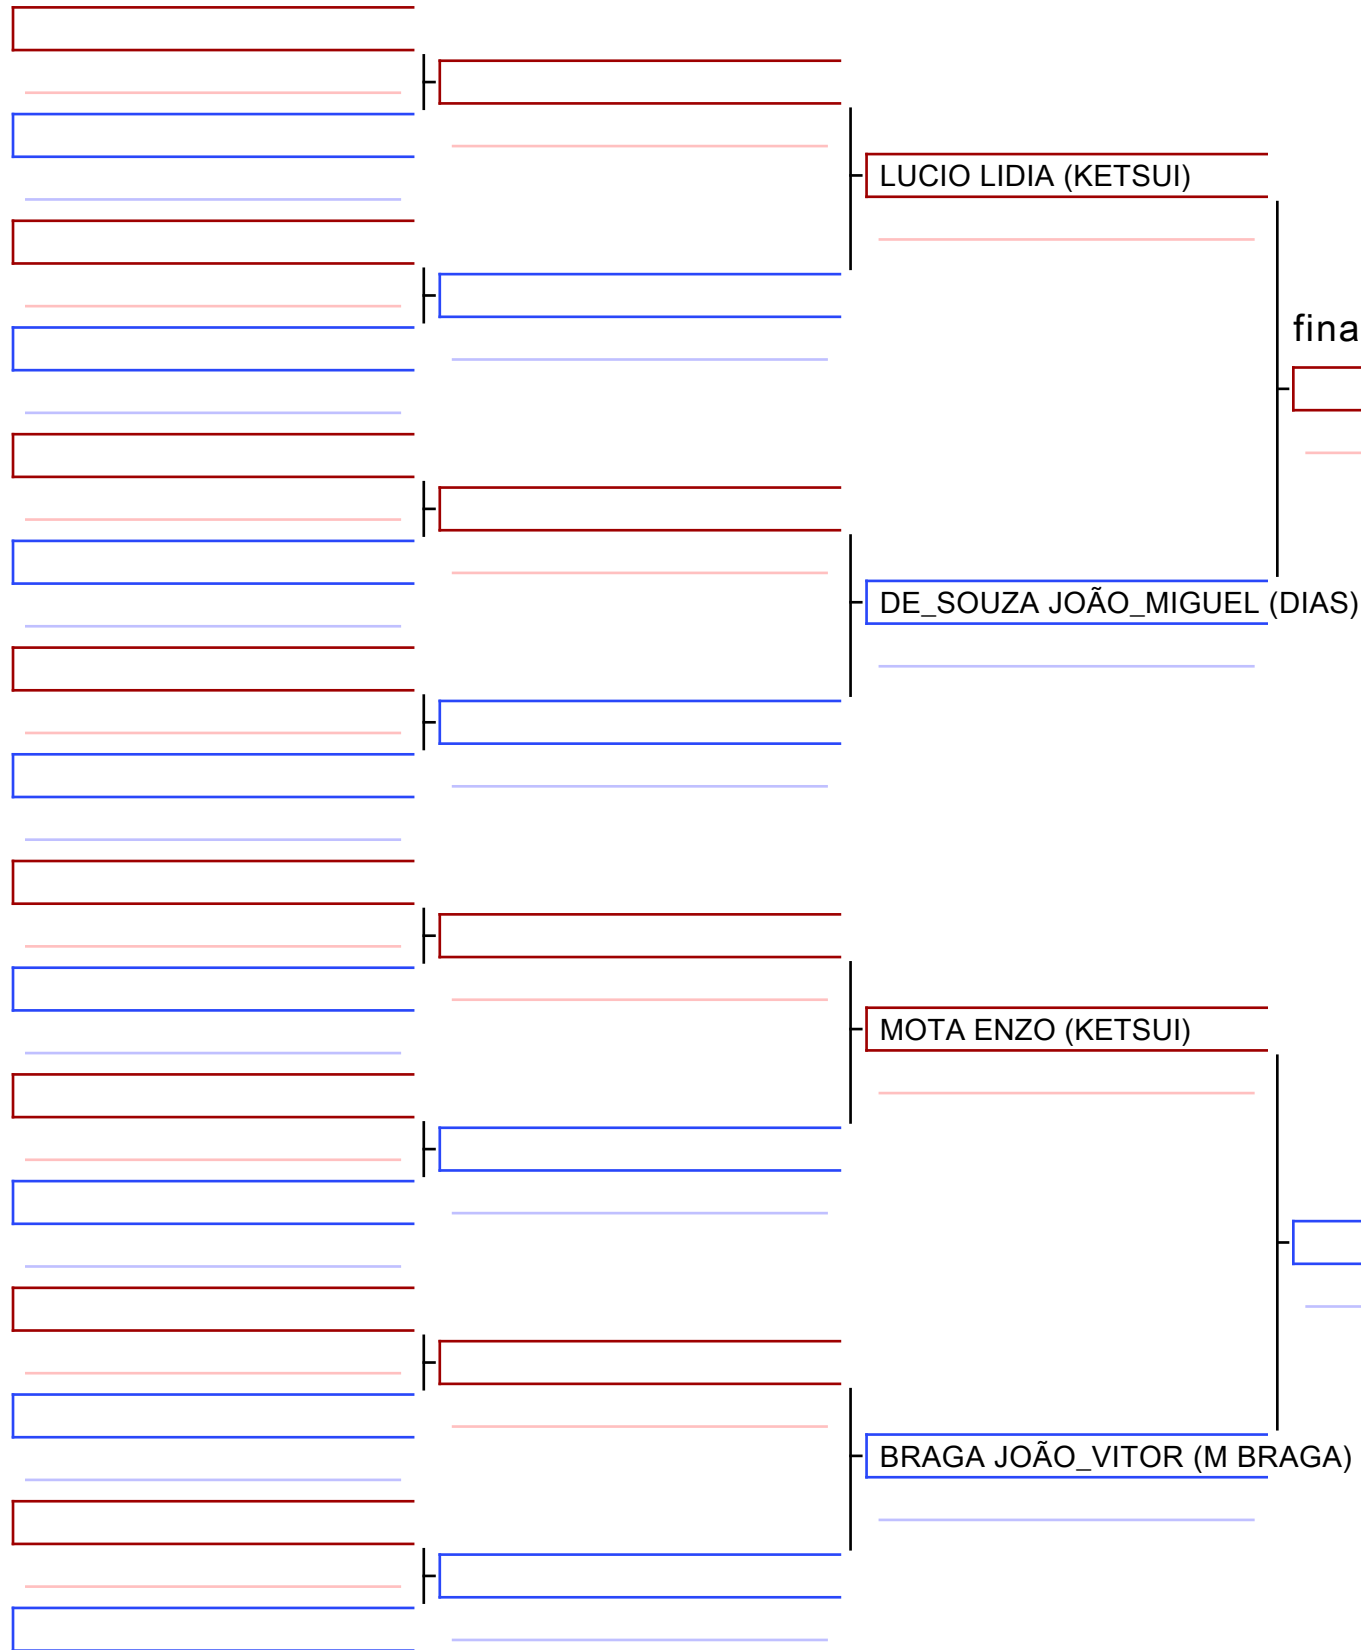 LUCIO LIDIA (KETSUI)
fina
DE_SOUZA JOÃO_MIGUEL (DIAS)
MOTA ENZO (KETSUI)
BRAGA JOÃO_VITOR (M BRAGA)